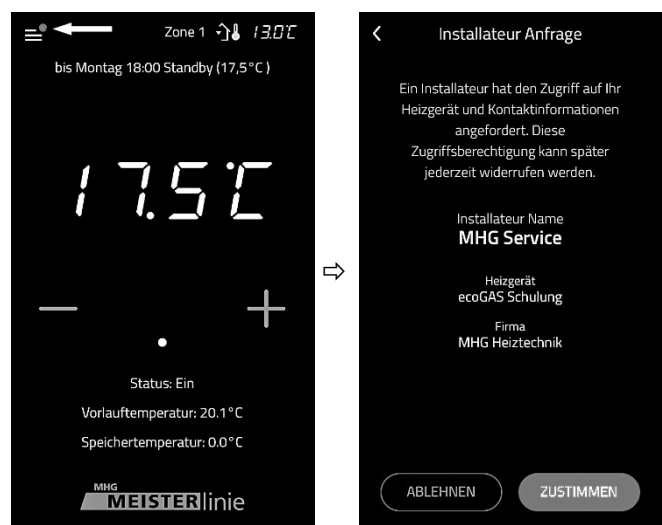 Zone 1 13.0°C
bis Montag 18:00 Standby (17,5°C )
17.5°C
Status: Ein
Vorlauftemperatur: 20.1°C
Speichertemperatur: 0.0°C
MHG
MEISTERlinie
Installateur Anfrage
Ein Installateur hat den Zugriff auf Ihr
Heizgerät und Kontaktinformationen
angefordert. Diese
Zugriffsberechtigung kann später
jederzeit widerrufen werden.
Installateur Name
MHG Service
Heizgerät
ecoGAS Schulung
Firma
MHG Heiztechnik
ABLEHNEN ZUSTIMMEN